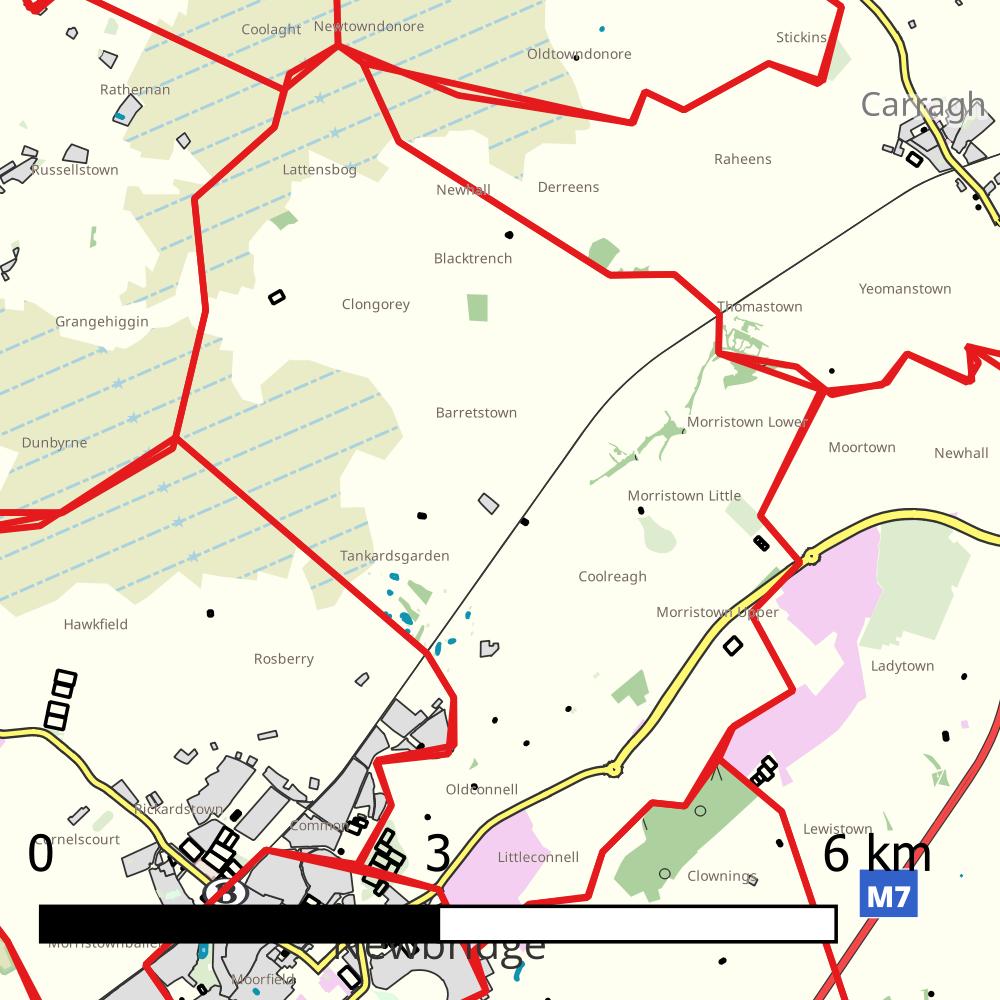 Coolaght
Newtowndonore
Stickins
Oldtowndonore
Rathernan
Carragh
Raheens
Russellstown
Lattensbog
Newhall
Derreens
Blacktrench
Clongorey
Yeomanstown
Thomastown
Grangehiggin
Barretstown
Morristown Lower
Dunbyrne
Moortown
Newhall
Morristown Little
Tankardsgarden
Coolreagh
Morristown Upper
Hawkfield
Rosberry
Ladytown
Oldconnell
Rickardstown
Common
Lewistown
Cornelscourt
0
3
6 km
Littleconnell
Clownings
M7
Newbridge
Moorfield